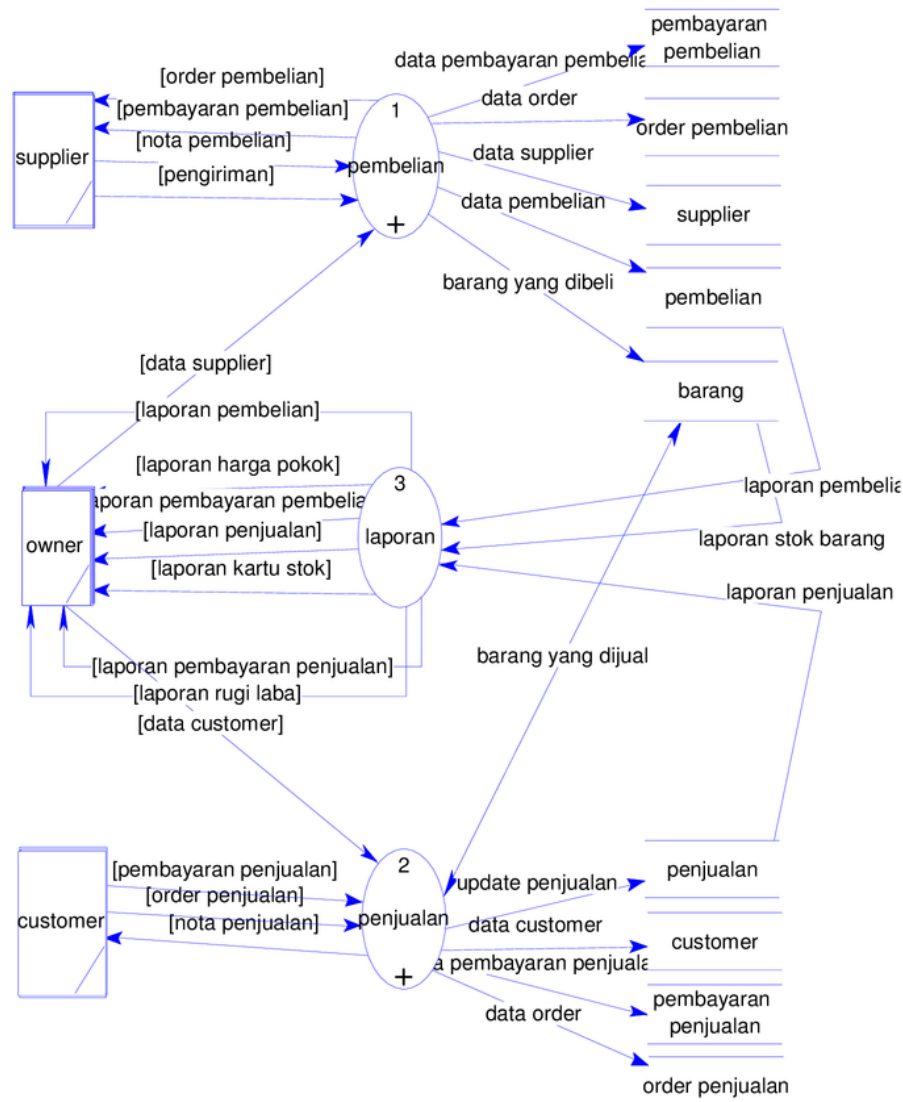 pembayaran
pembelian
data pembayaran pembelia
[order pembelian]
data order
[pembayaran pembelian]
1
order pembelian
[nota pembelian]
supplier
pembelian
data supplier
[pengiriman]
data pembelian
supplier
+
barang yang dibeli
pembelian
[data supplier]
barang
[laporan pembelian]
[laporan harga pokok]
3
laporan pembelia
aporan pembayaran pembelia
[laporan penjualan]
owner
laporan
laporan stok barang
[laporan kartu stok]
laporan penjualan
barang yang dijual
[laporan pembayaran penjualan]
[laporan rugi laba]
[data customer]
2
[pembayaran penjualan]
penjualan
update penjualan
[order penjualan]
customer
[nota penjualan]
penjualan
data customer
customer
a pembayaran penjuala
+
pembayaran
penjualan
data order
order penjualan